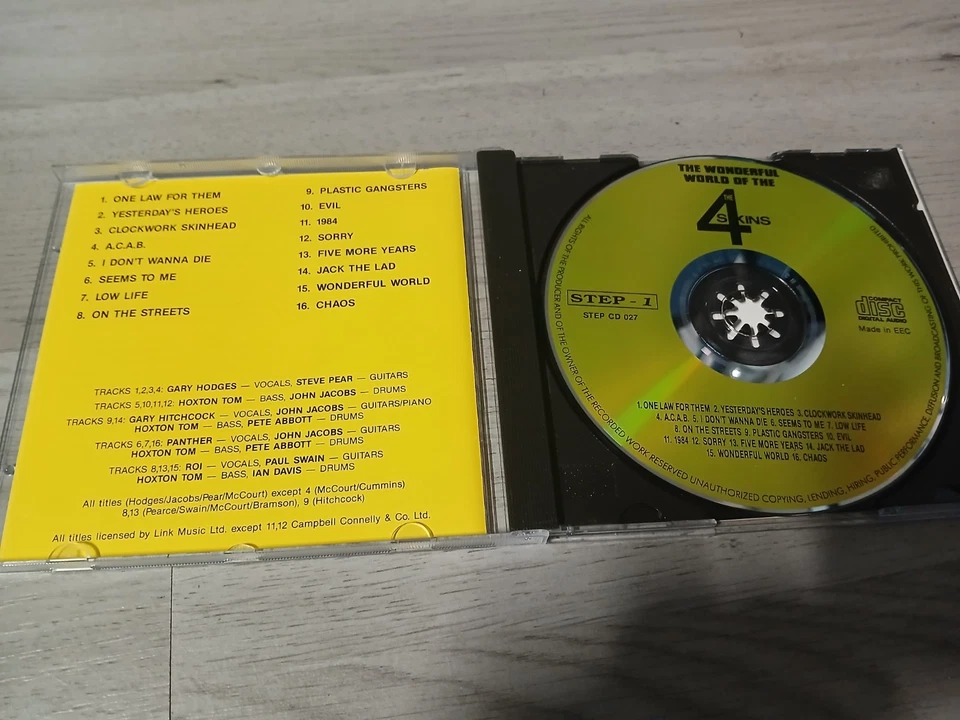 1. ONE LAW FOR THEM
2. YESTERDAY'S HEROES
3. CLOCKWORK SKINHEAD
4. A.C.A.B.
5. I DON'T WANNA DIE
6. SEEMS TO ME
7. LOW LIFE
8. ON THE STREETS
9. PLASTIC GANGSTERS
10. EVIL
11. 1984
12. SORRY
13. FIVE MORE YEARS
14. JACK THE LAD
15. WONDERFUL WORLD
16. CHAOS
TRACKS 1,2,3,4: GARY HODGES — VOCALS, STEVE PEAR — GUITARS
TRACKS 5,10,11,12: HOXTON TOM — BASS, JOHN JACOBS — DRUMS
TRACKS 9,14: GARY HITCHCOCK — VOCALS, JOHN JACOBS — GUITARS/PIANO
HOXTON TOM — BASS, PETE ABBOTT — DRUMS
TRACKS 6,7,16: PANTHER — VOCALS, JOHN JACOBS — GUITARS
HOXTON TOM — BASS, PETE ABBOTT — DRUMS
TRACKS 8,13,15: ROI — VOCALS, PAUL SWAIN — GUITARS
HOXTON TOM — BASS, IAN DAVIS — DRUMS
All titles (Hodges/Jacobs/Pear/McCourt) except 4 (McCourt/Cummins)
8,13 (Pearce/Swain/McCourt/Bramson), 9 (Hitchcock)
All titles licensed by Link Music Ltd. except 11,12 Campbell Connelly & Co. Ltd.
THE WONDERFUL
WORLD OF THE
THE
4
SKINS
STEP - 1
STEP CD 027
COMPACT
disc
DIGITAL AUDIO
Made in EEC
1. ONE LAW FOR THEM 2. YESTERDAY'S HEROES 3. CLOCKWORK SKINHEAD
4. A.C.A.B. 5. I DON'T WANNA DIE 6. SEEMS TO ME 7. LOW LIFE
8. ON THE STREETS 9. PLASTIC GANGSTERS 10. EVIL
11. 1984 12. SORRY 13. FIVE MORE YEARS 14. JACK THE LAD
15. WONDERFUL WORLD 16. CHAOS
ALL RIGHTS OF THE PRODUCER AND OF THE OWNER OF THE RECORDED WORK RESERVED UNAUTHORIZED COPYING, LENDING, HIRING, PUBLIC PERFORMANCE, DIFFUSION AND BROADCASTING OF THIS WORK PROHIBITED